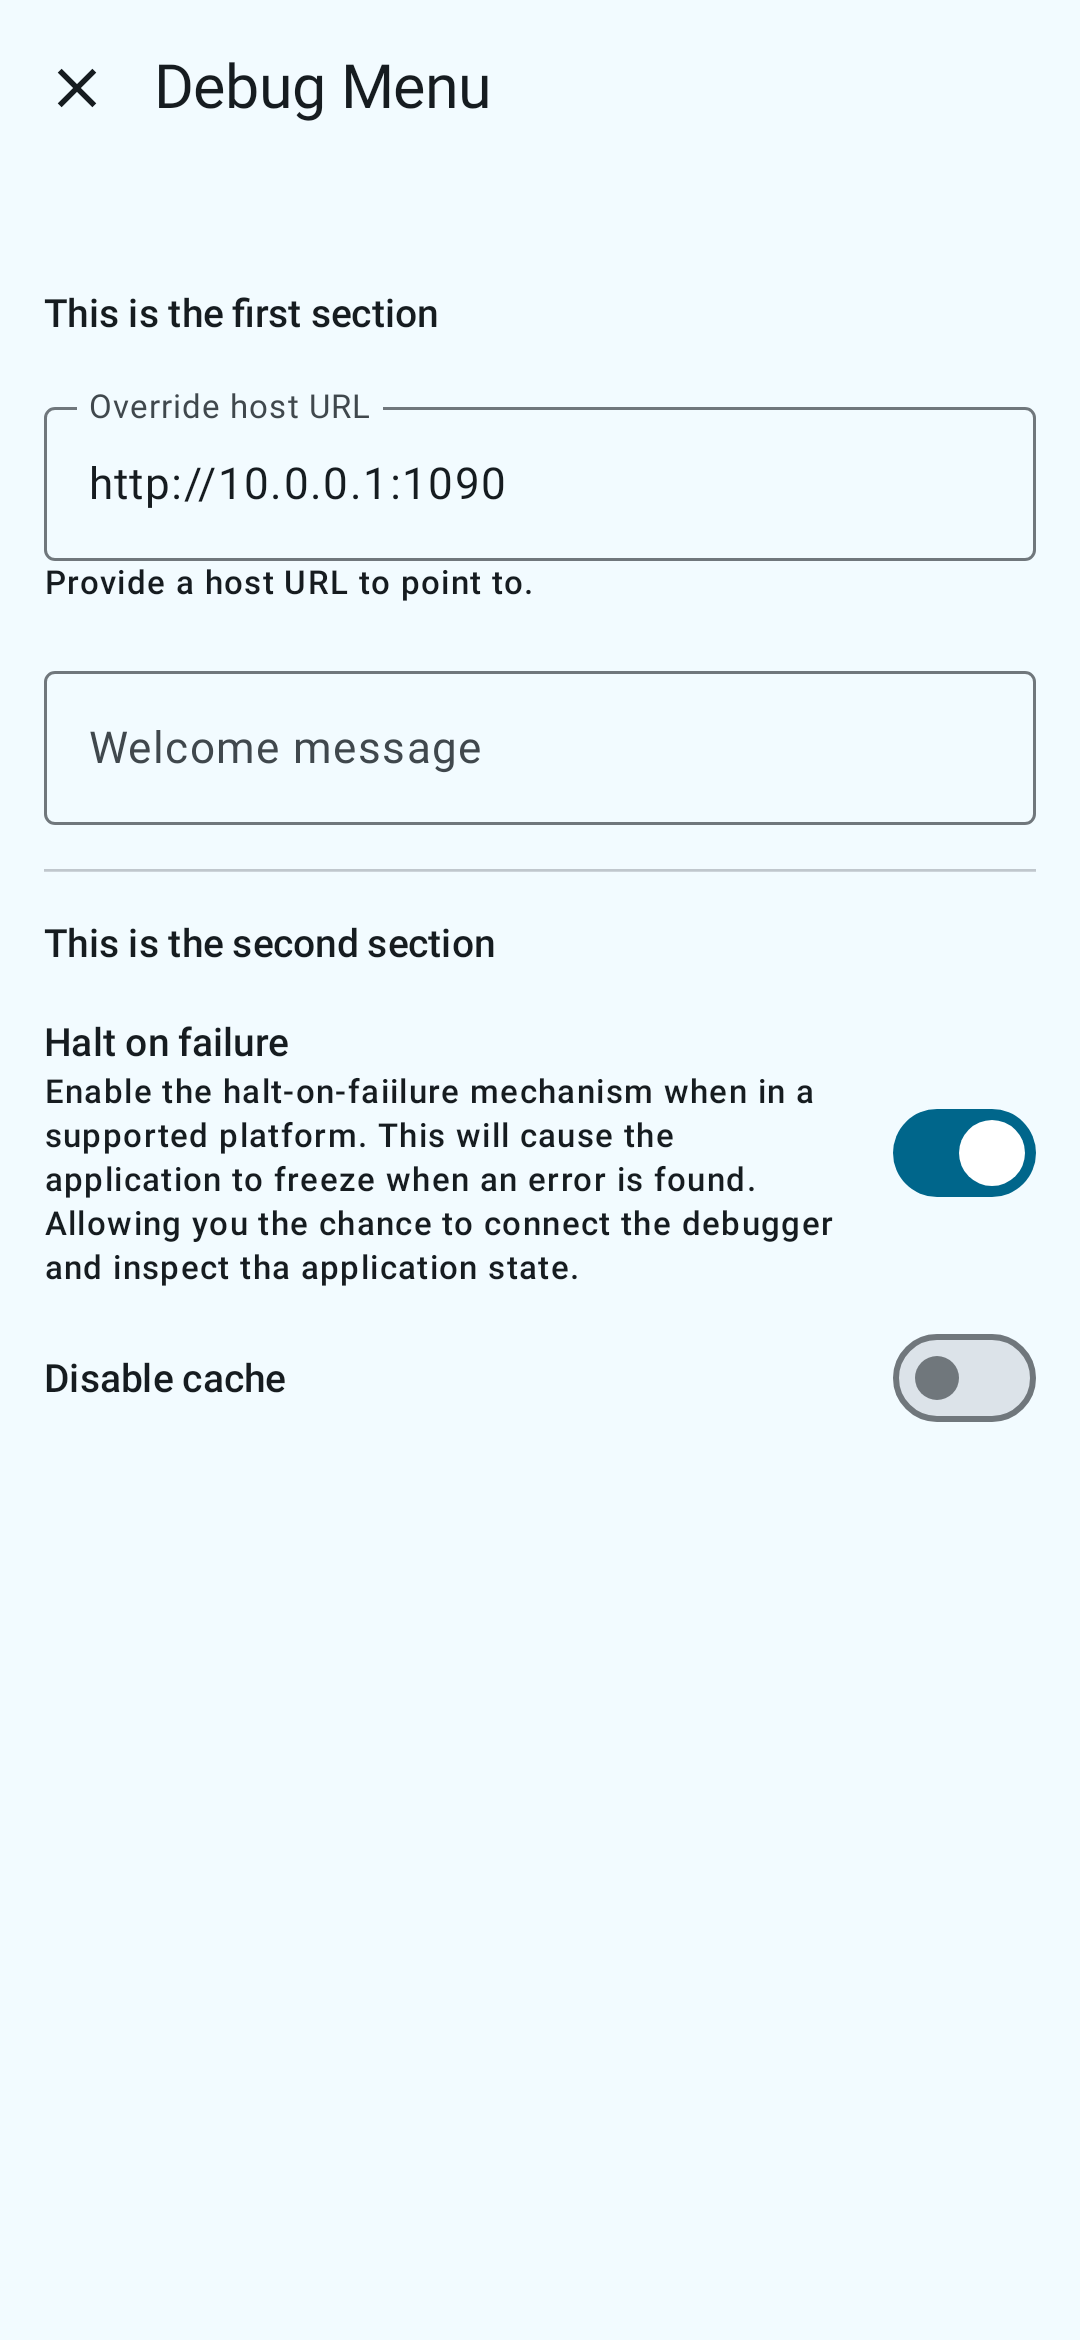 Debug Menu
This is the first section
Override host URL
http://10.0.0.1:1090
Provide a host URL to point to.
Welcome message
This is the second section
Halt on failure
Enable the halt-on-faiilure mechanism when in a
supported platform. This will cause the
application to freeze when an error is found.
Allowing you the chance to connect the debugger
and inspect tha application state.
Disable cache